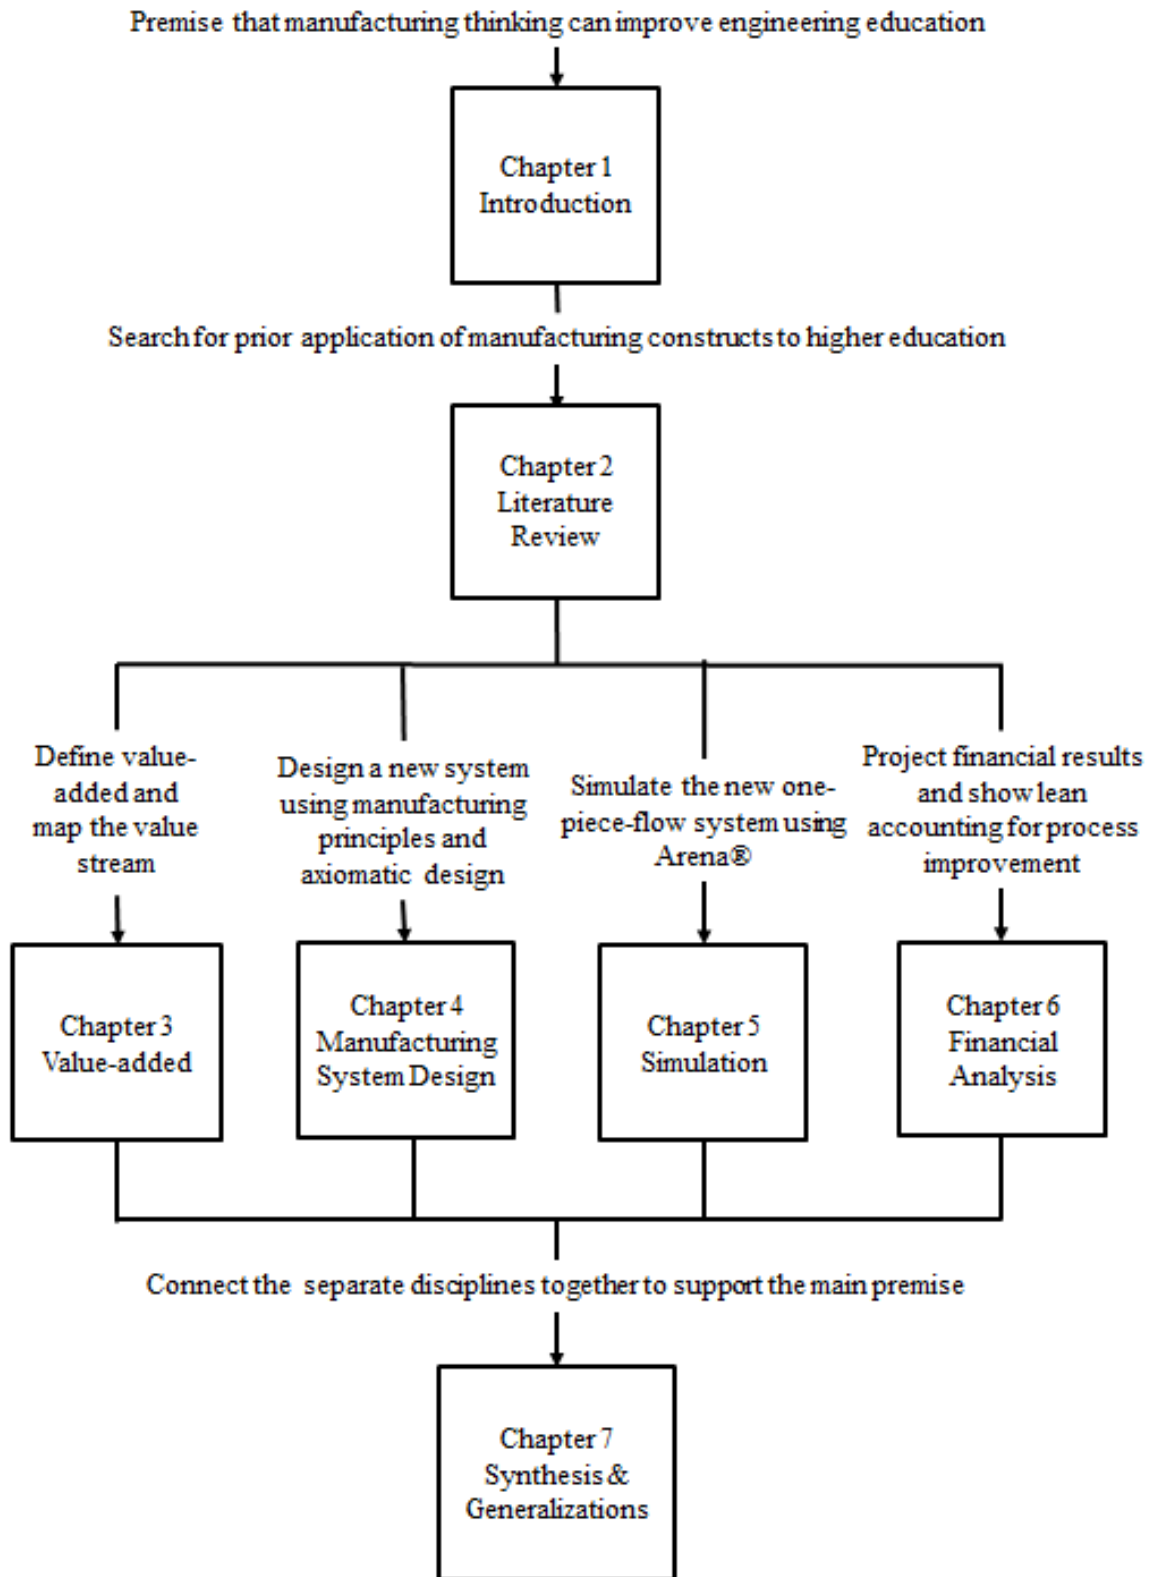 Premise that manufacturing thinking can improve engineering education
Chapter 1
Introduction
Search for prior application of manufacturing constructs to higher education
Chapter 2
Literature
Review
Define value-
added and
map the value
stream
Design a new system
using manufacturing
principles and
axiomatic design
Simulate the new one-
piece-flow system using
Arena®
Project financial results
and show lean
accounting for process
improvement
Chapter 3
Value-added
Chapter 4
Manufacturing
System Design
Chapter 5
Simulation
Chapter 6
Financial
Analysis
Connect the separate disciplines together to support the main premise
Chapter 7
Synthesis &
Generalizations